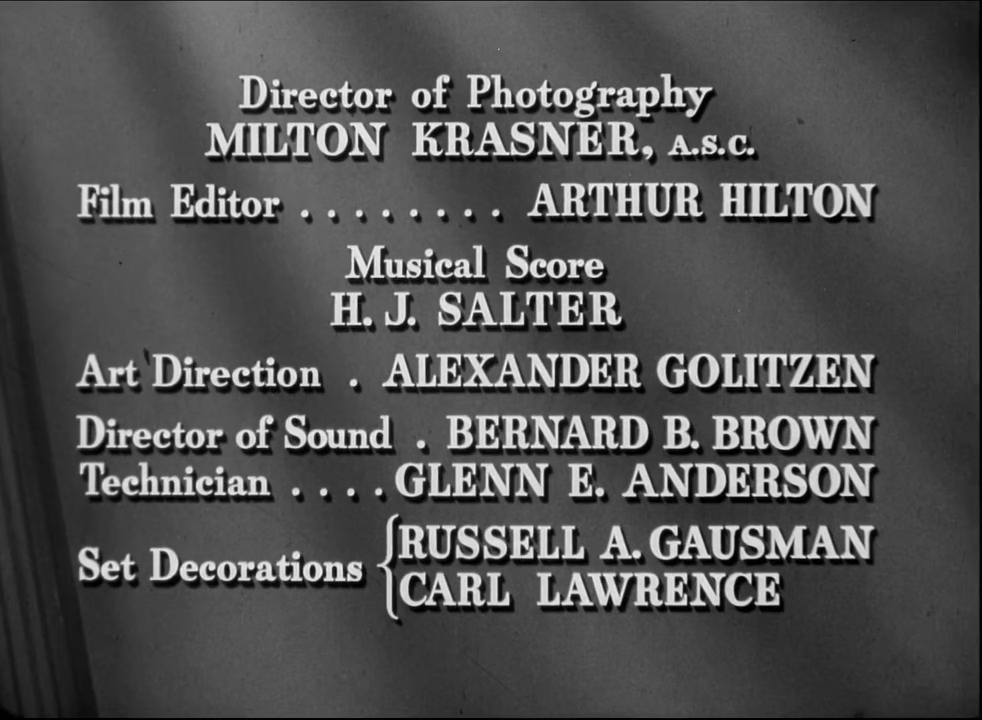 Director of Photography
MILTON KRASNER, A.S.C.
Film Editor . . . . . . . . ARTHUR HILTON
Musical Score
H. J. SALTER
Art Direction . ALEXANDER GOLITZEN
Director of Sound . BERNARD B. BROWN
Technician . . . . GLENN E. ANDERSON
Set Decorations { RUSSELL A. GAUSMAN
CARL LAWRENCE